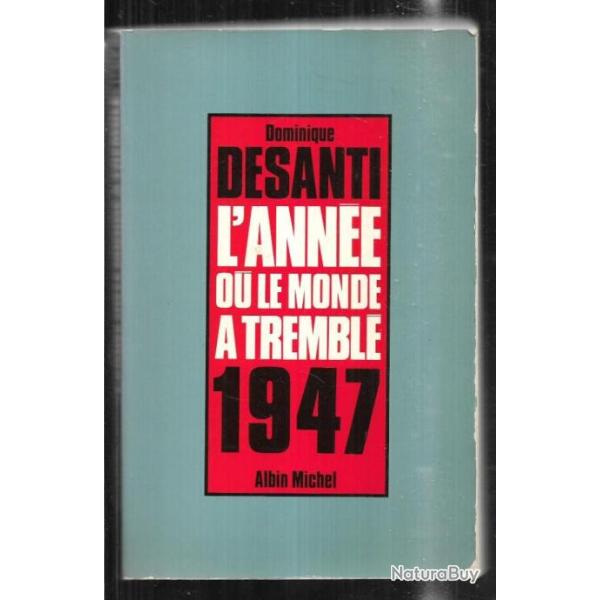 Dominique
DESANTI
L'ANNÉE
OÙ LE MONDE
A TREMBLÉ
1947
Albin Michel
NaturaBuy